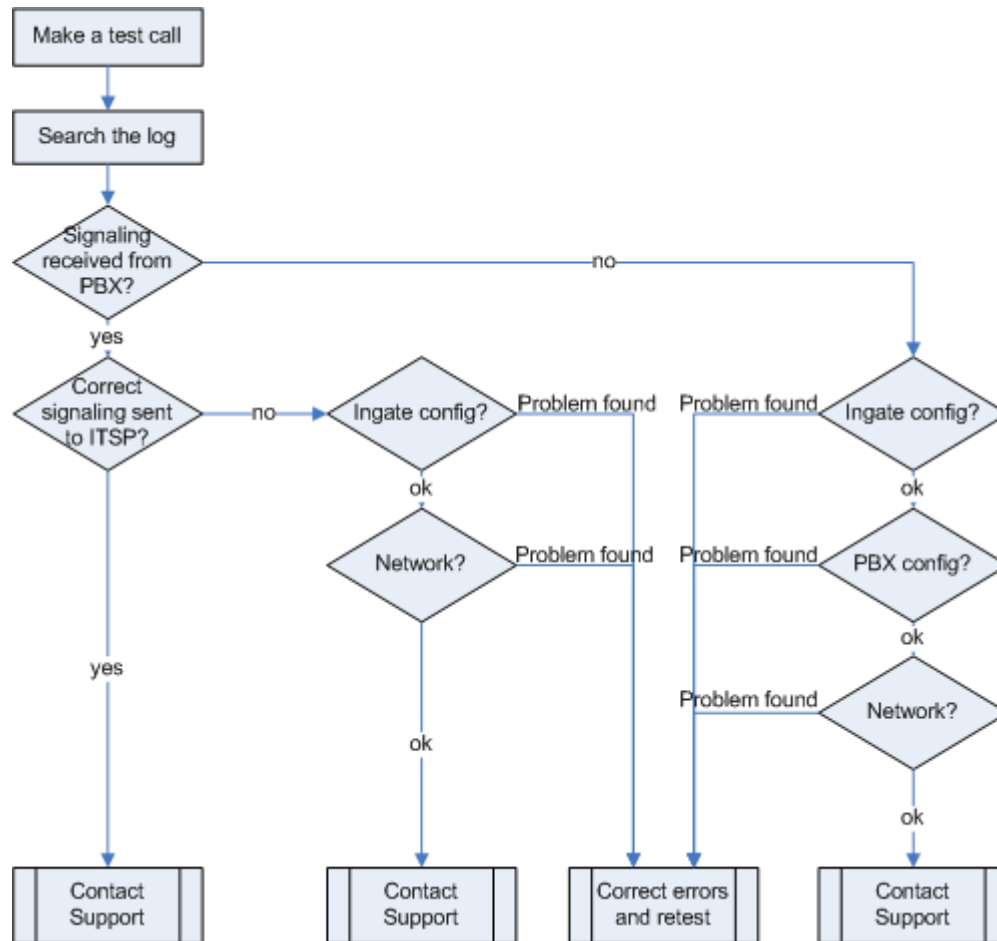 Make a test call
Search the log
Signaling
received from
PBX?
no
yes
Correct
signaling sent
to ITSP?
no
Ingate config?
Problem found
Problem found
Ingate config?
ok
ok
Network?
Problem found
Problem found
PBX config?
ok
yes
Problem found
Network?
ok
ok
Contact
Support
Contact
Support
Correct errors
and retest
Contact
Support